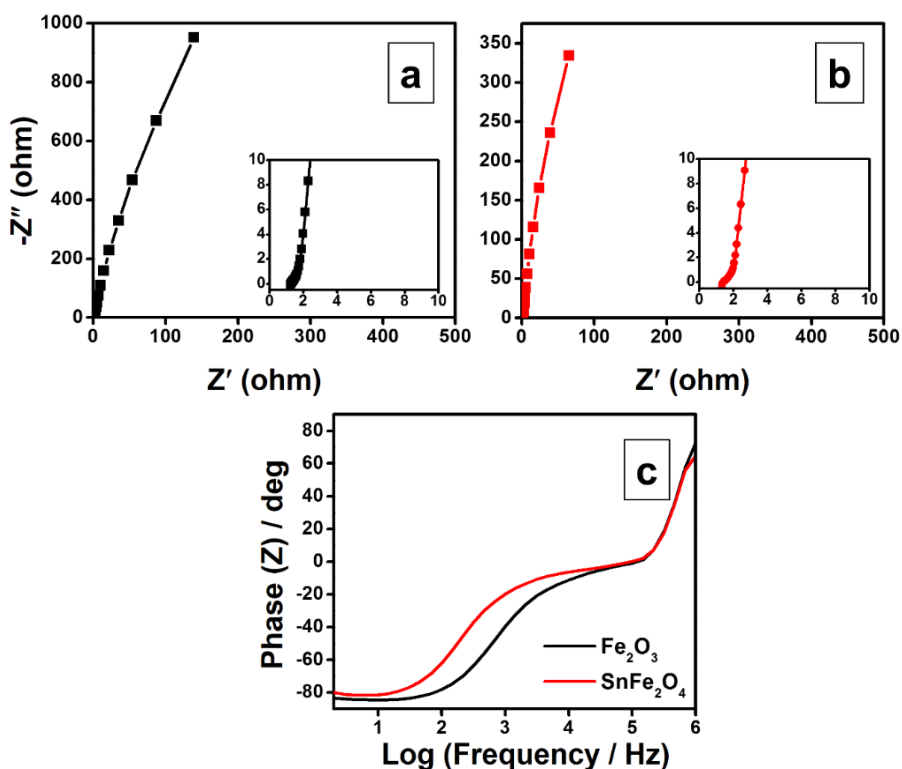 a
-Z″ (ohm)
1000
800
600
400
200
0
0 100 200 300 400 500
Z′ (ohm)
10
8
6
4
2
0
0 2 4 6 8 10
b
350
300
250
200
150
100
50
0
0 100 200 300 400 500
Z′ (ohm)
10
8
6
4
2
0
0 2 4 6 8 10
c
Phase (Z) / deg
80
60
40
20
0
-20
-40
-60
-80
Fe₂O₃
SnFe₂O₄
1 2 3 4 5 6
Log (Frequency / Hz)